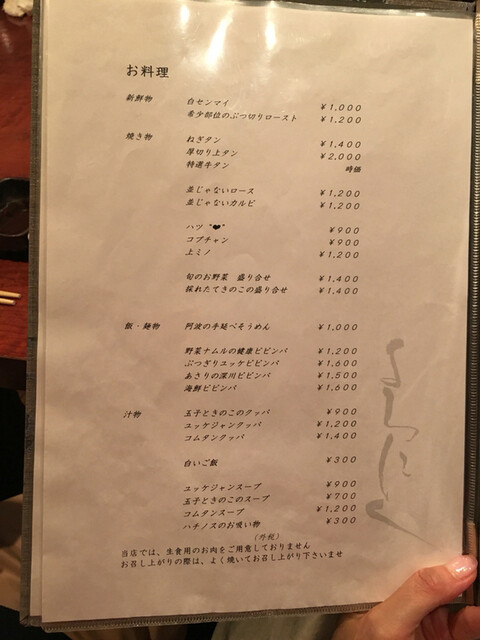 お料理
新鮮物 白センマイ ¥1,000
希少部位のぶつ切りロースト ¥1,200
焼き物 ねぎタン ¥1,400
厚切り上タン ¥2,000
特選牛タン 時価
並じゃないロース ¥1,200
並じゃないカルビ ¥1,200
ハツ "❤" ¥900
コプチャン ¥900
上ミノ ¥1,200
旬のお野菜 盛り合せ ¥1,400
採れたてきのこの盛り合せ ¥1,400
飯・麺物 阿波の手延べそうめん ¥1,000
野菜ナムルの健康ビビンバ ¥1,200
ぶつぎりユッケビビンバ ¥1,600
あさりの深川ビビンバ ¥1,500
海鮮ビビンバ ¥1,600
汁物 玉子ときのこのクッパ ¥900
ユッケジャンクッパ ¥1,200
コムタンクッパ ¥1,400
白いご飯 ¥300
ユッケジャンスープ ¥900
玉子ときのこのスープ ¥700
コムタンスープ ¥1,200
ハチノスのお吸い物 ¥300
(外税)
当店では、生食用のお肉をご用意しておりません
お召し上がりの際は、よく焼いてお召し上がり下さいませ